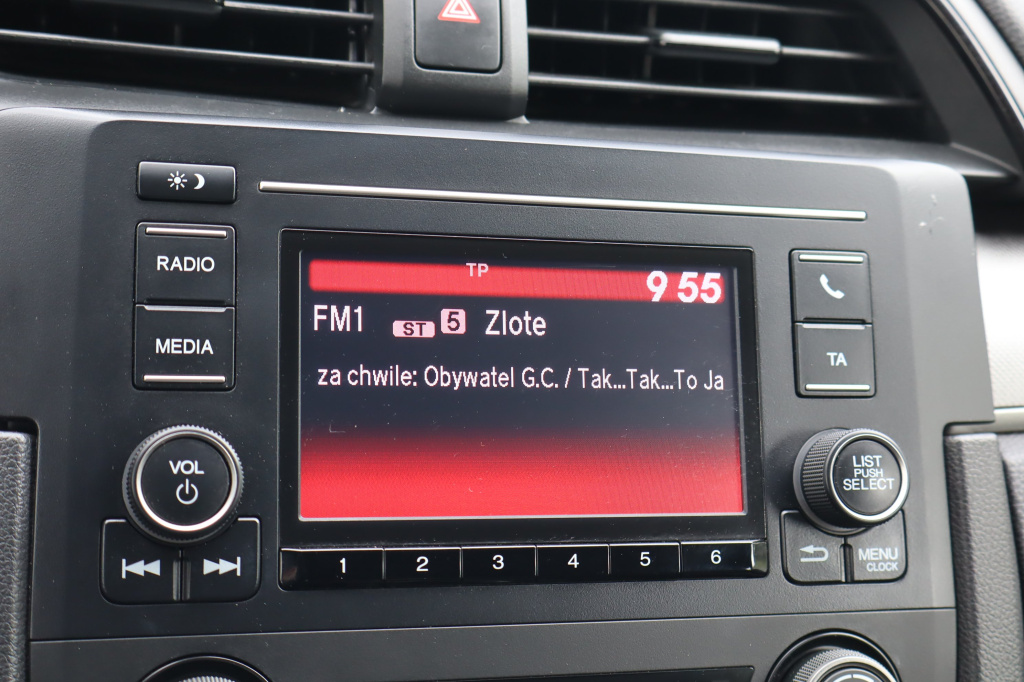 RADIO
MEDIA
VOL
TP
9 55
FM1 ST 5 Zlote
za chwile: Obywatel G.C. / Tak...Tak...To Ja
1 2 3 4 5 6
TA
LIST
PUSH
SELECT
MENU
CLOCK